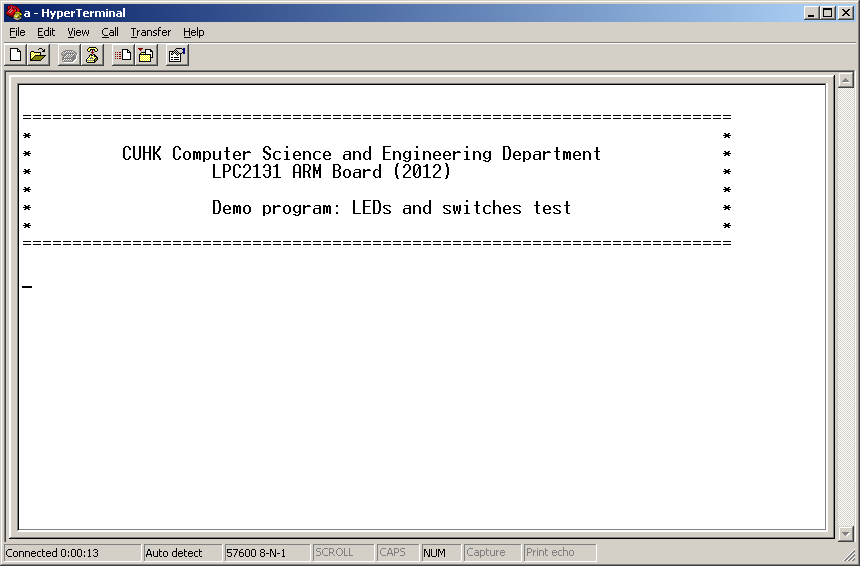 a - HyperTerminal
File Edit View Call Transfer Help
=======================================================================
* *
* CUHK Computer Science and Engineering Department *
* LPC2131 ARM Board (2012) *
* *
* Demo program: LEDs and switches test *
* *
=======================================================================
_
Connected 0:00:13 Auto detect 57600 8-N-1 SCROLL CAPS NUM Capture Print echo